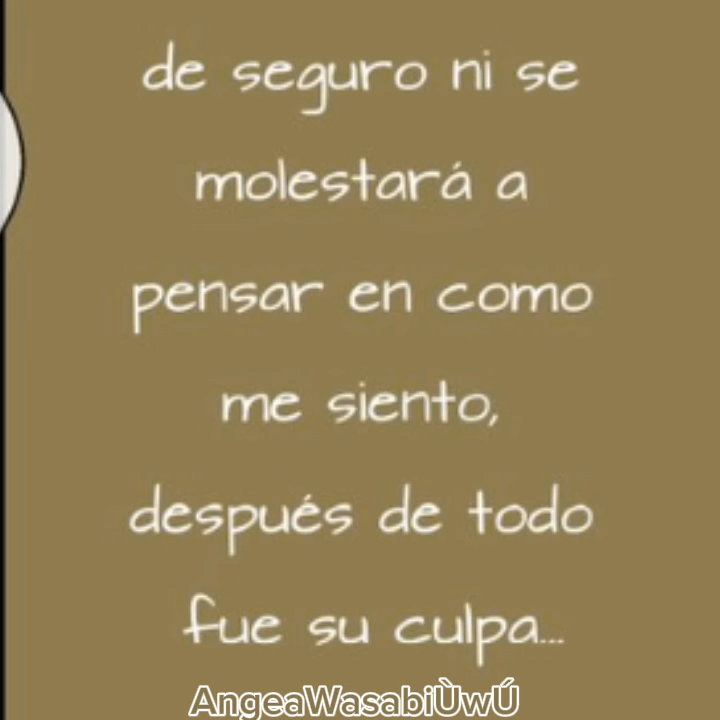 de seguro ni se
molestará a
pensar en como
me siento,
después de todo
fue su culpa...
AngeaWasabiÙwÚ